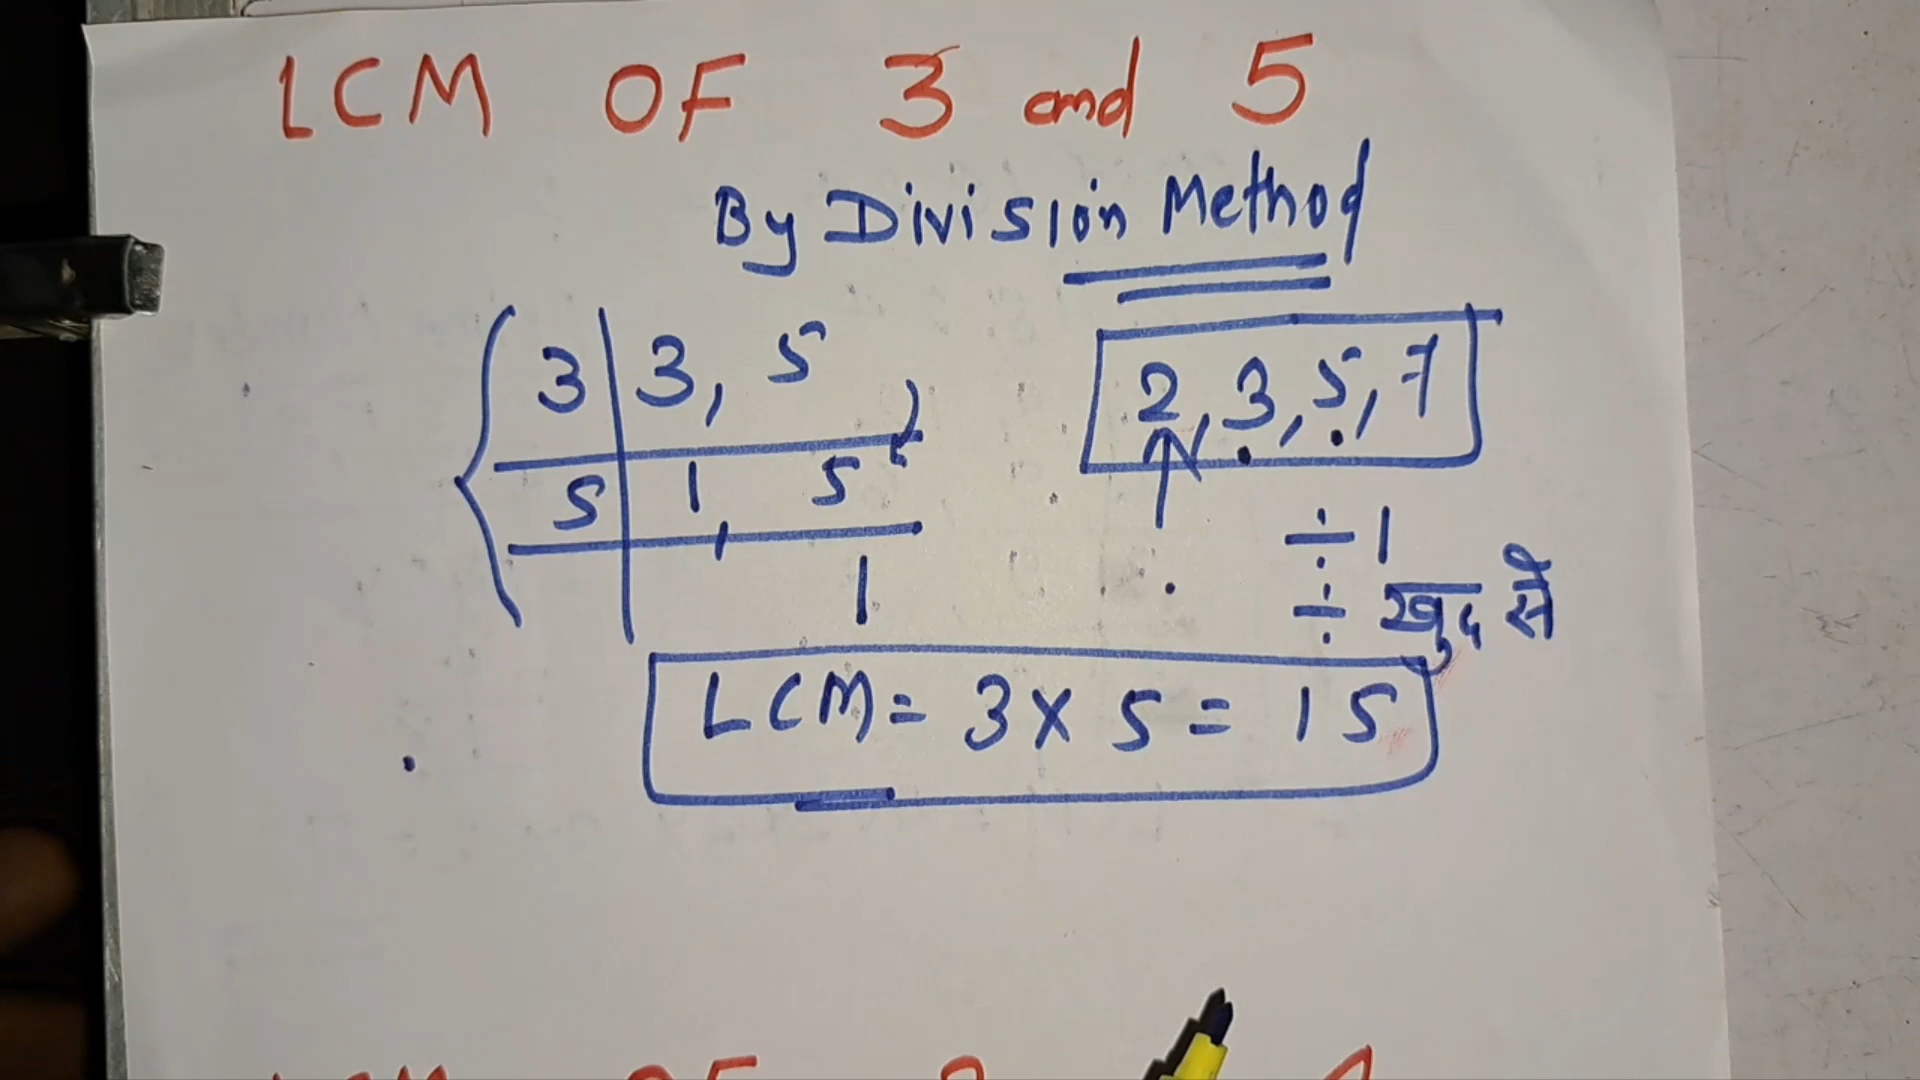 LCM OF 3 and 5
By Division Method
3 | 3, 5
5 | 1, 5
1
2, 3, 5, 7
÷ 1
÷ खुद से
LCM = 3 x 5 = 15